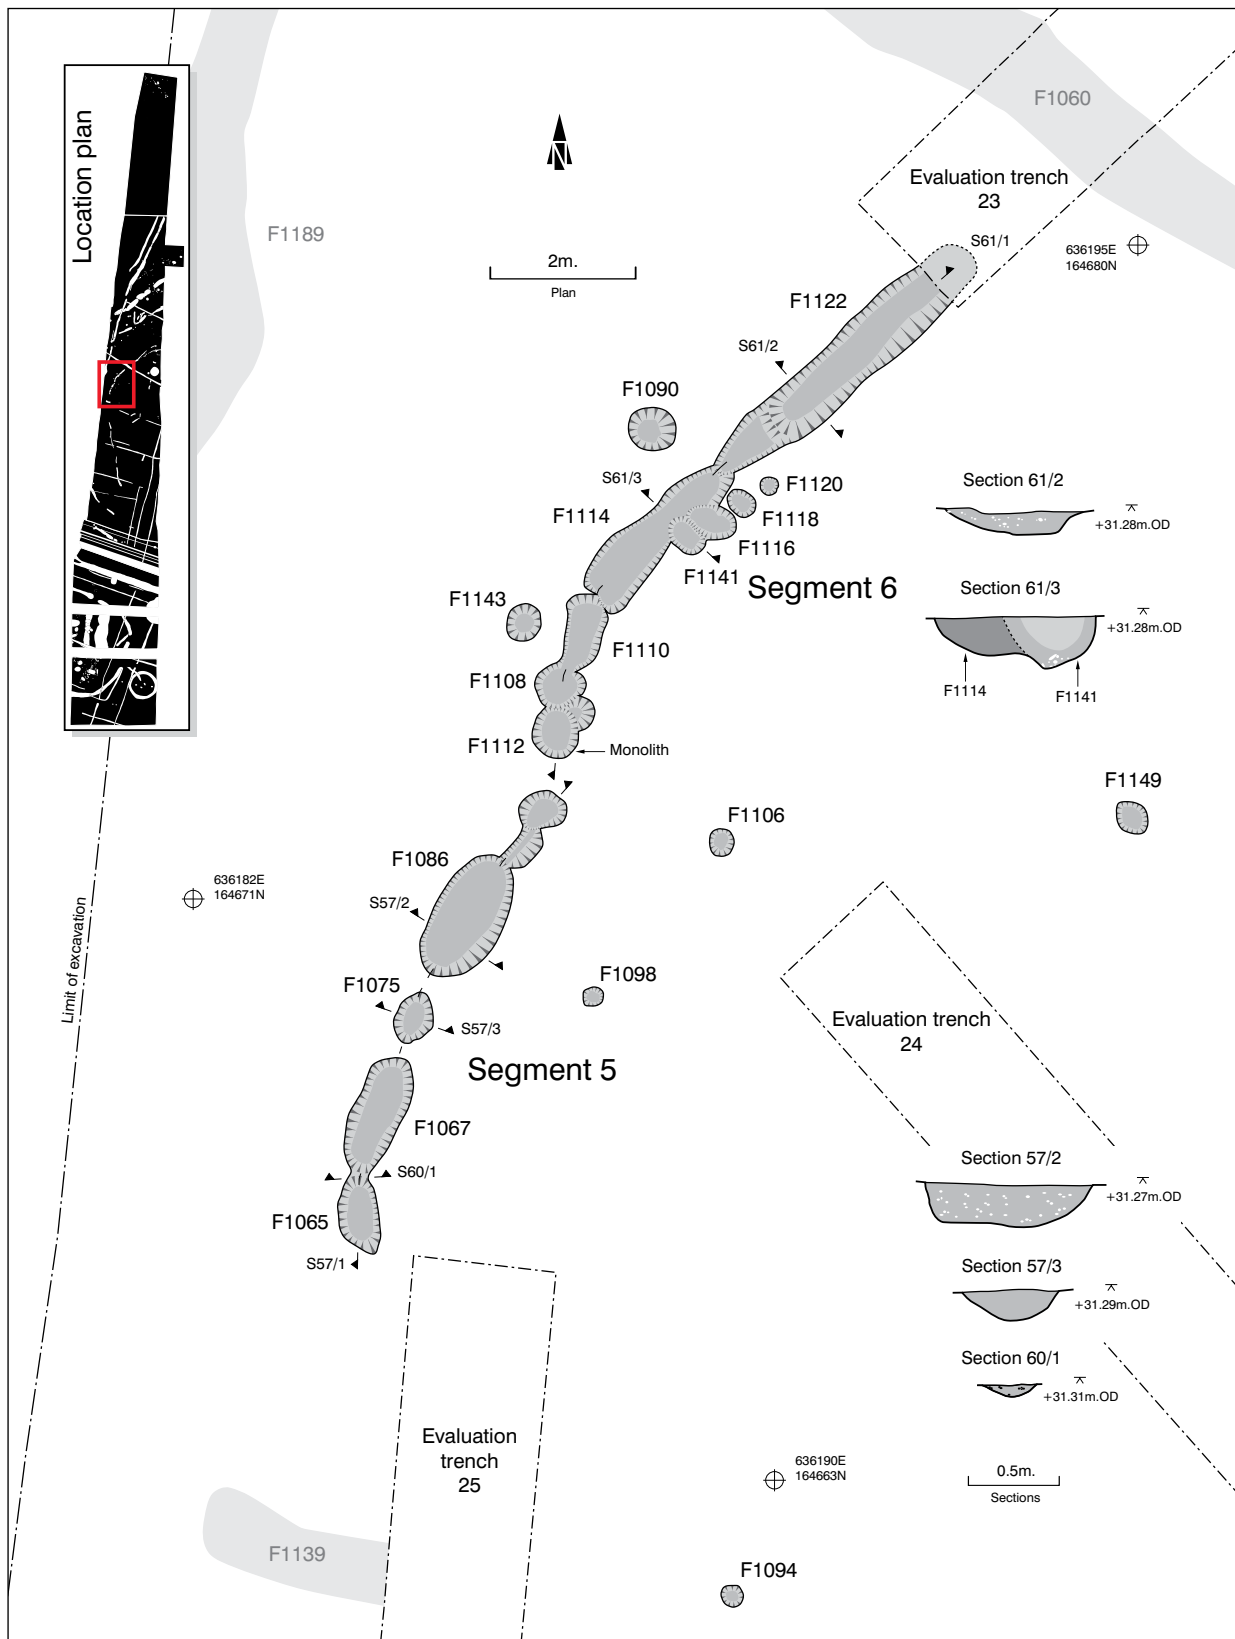 Location plan
F1060
Evaluation trench
23
F1189
S61/1
636195E
164680N
2m.
Plan
F1122
S61/2
F1090
S61/3
F1120
F1114
F1118
F1116
F1141
Segment 6
Section 61/2
+31.28m.OD
Section 61/3
+31.28m.OD
F1114
F1141
F1143
F1110
F1108
F1112
Monolith
F1149
F1106
F1086
636182E
164671N
S57/2
Limit of excavation
F1098
F1075
S57/3
Evaluation trench
24
Segment 5
F1067
S60/1
F1065
S57/1
Section 57/2
+31.27m.OD
Section 57/3
+31.29m.OD
Section 60/1
+31.31m.OD
Evaluation
trench
25
636190E
164663N
0.5m.
Sections
F1139
F1094
N